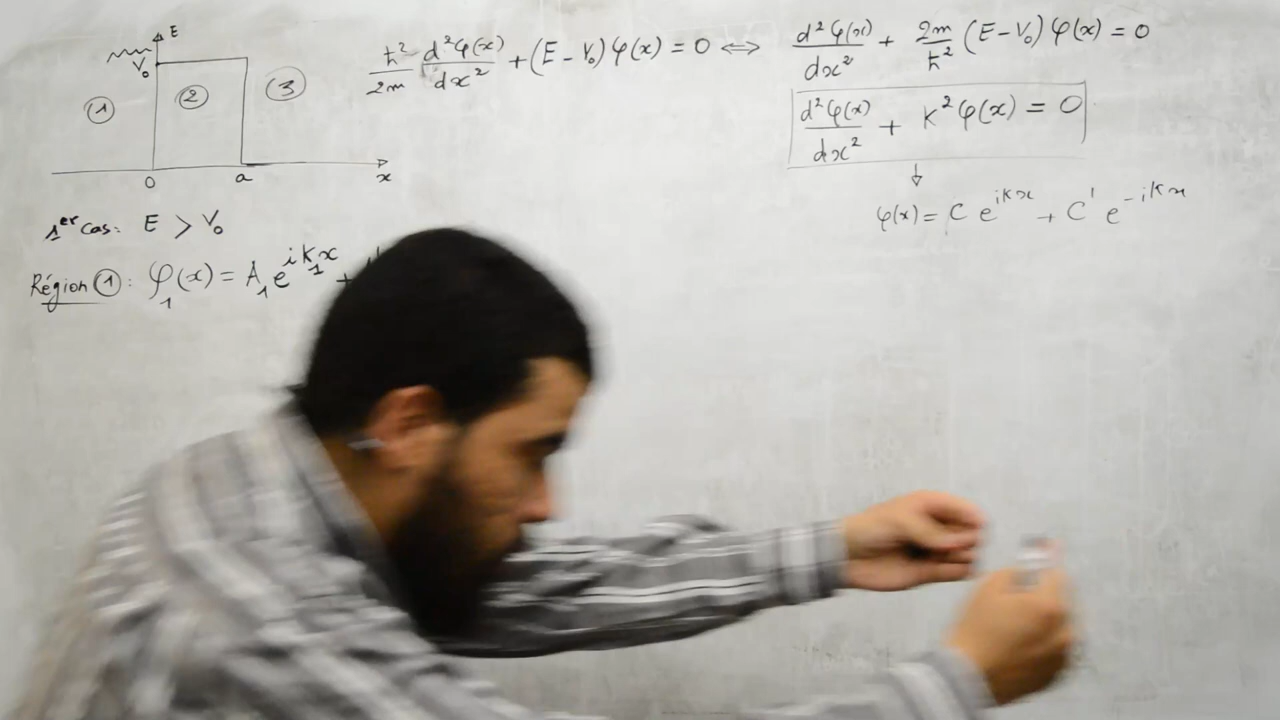 E
V₀
① ② ③
0 a x
ħ²/2m d²φ(x)/dx² + (E - V₀) φ(x) = 0 ⟺ d²φ(x)/dx² + 2m/ħ² (E - V₀) φ(x) = 0
d²φ(x)/dx² + K² φ(x) = 0
↓
φ(x) = C e^{iKx} + C' e^{-iKx}
1er cas: E > V₀
Région ①: φ₁(x) = A₁ e^{iK₁x} +